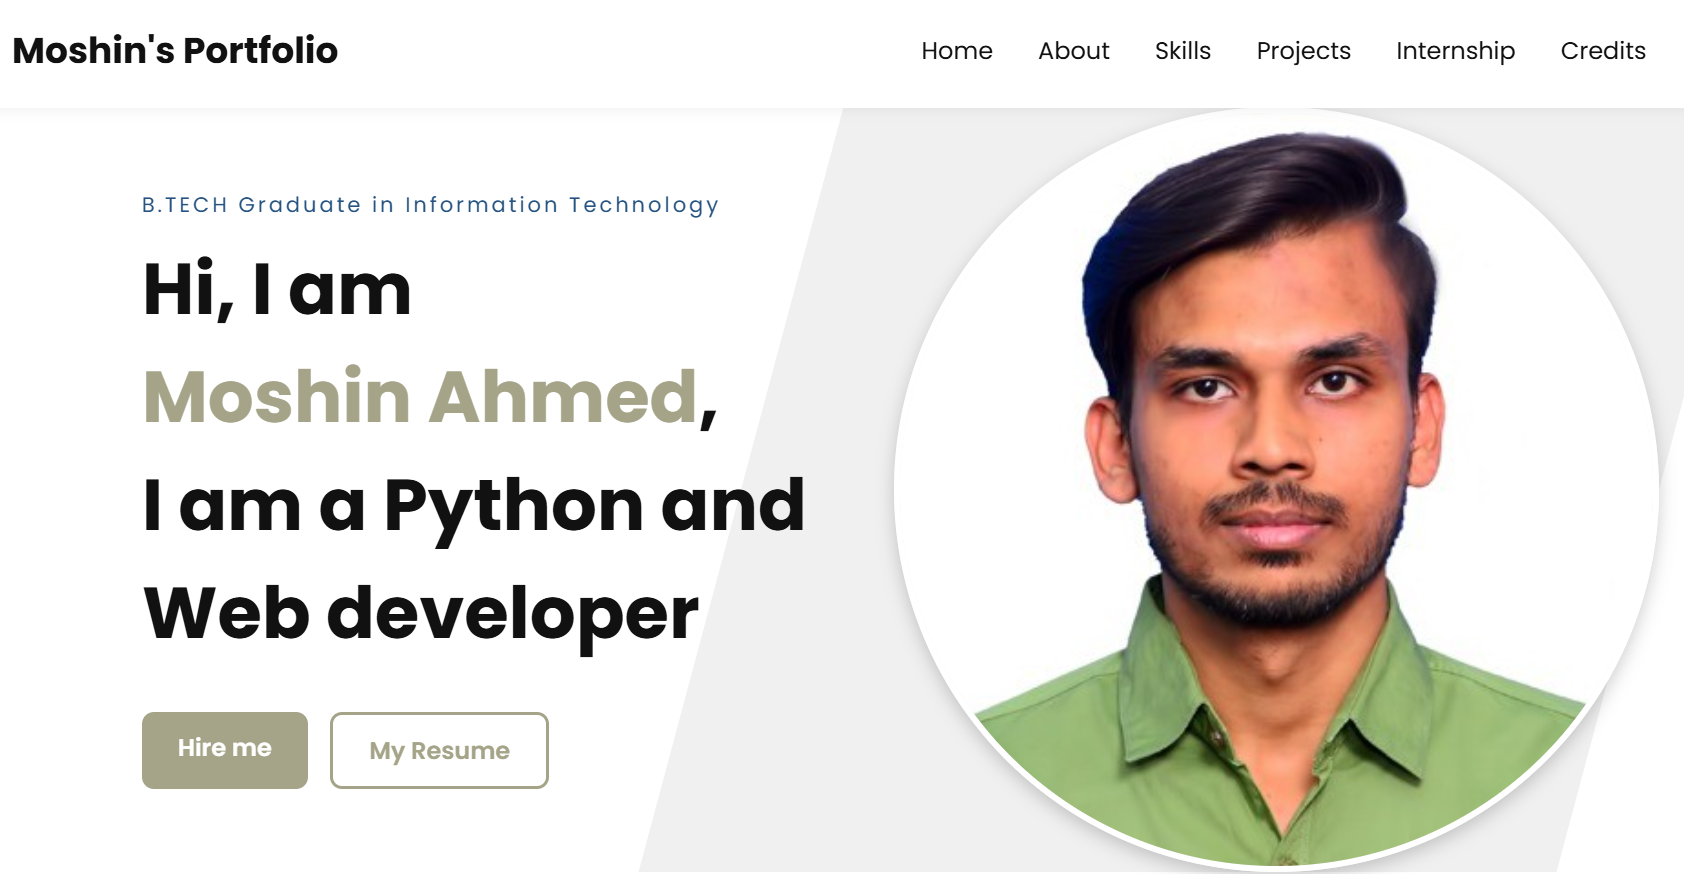 Moshin's Portfolio
Home About Skills Projects Internship Credits
B.TECH Graduate in Information Technology
Hi, I am
Moshin Ahmed,
I am a Python and
Web developer
Hire me
My Resume